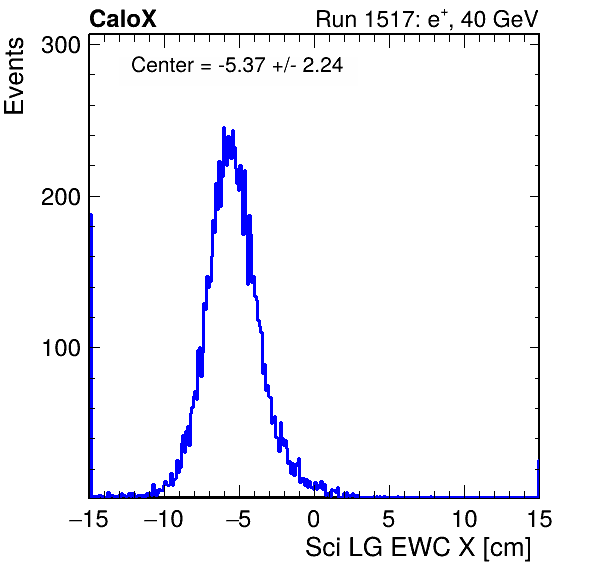 CaloX Run 1517: e⁺, 40 GeV
Events
Center = -5.37 +/- 2.24
300
200
100
−15 −10 −5 0 5 10 15
Sci LG EWC X [cm]